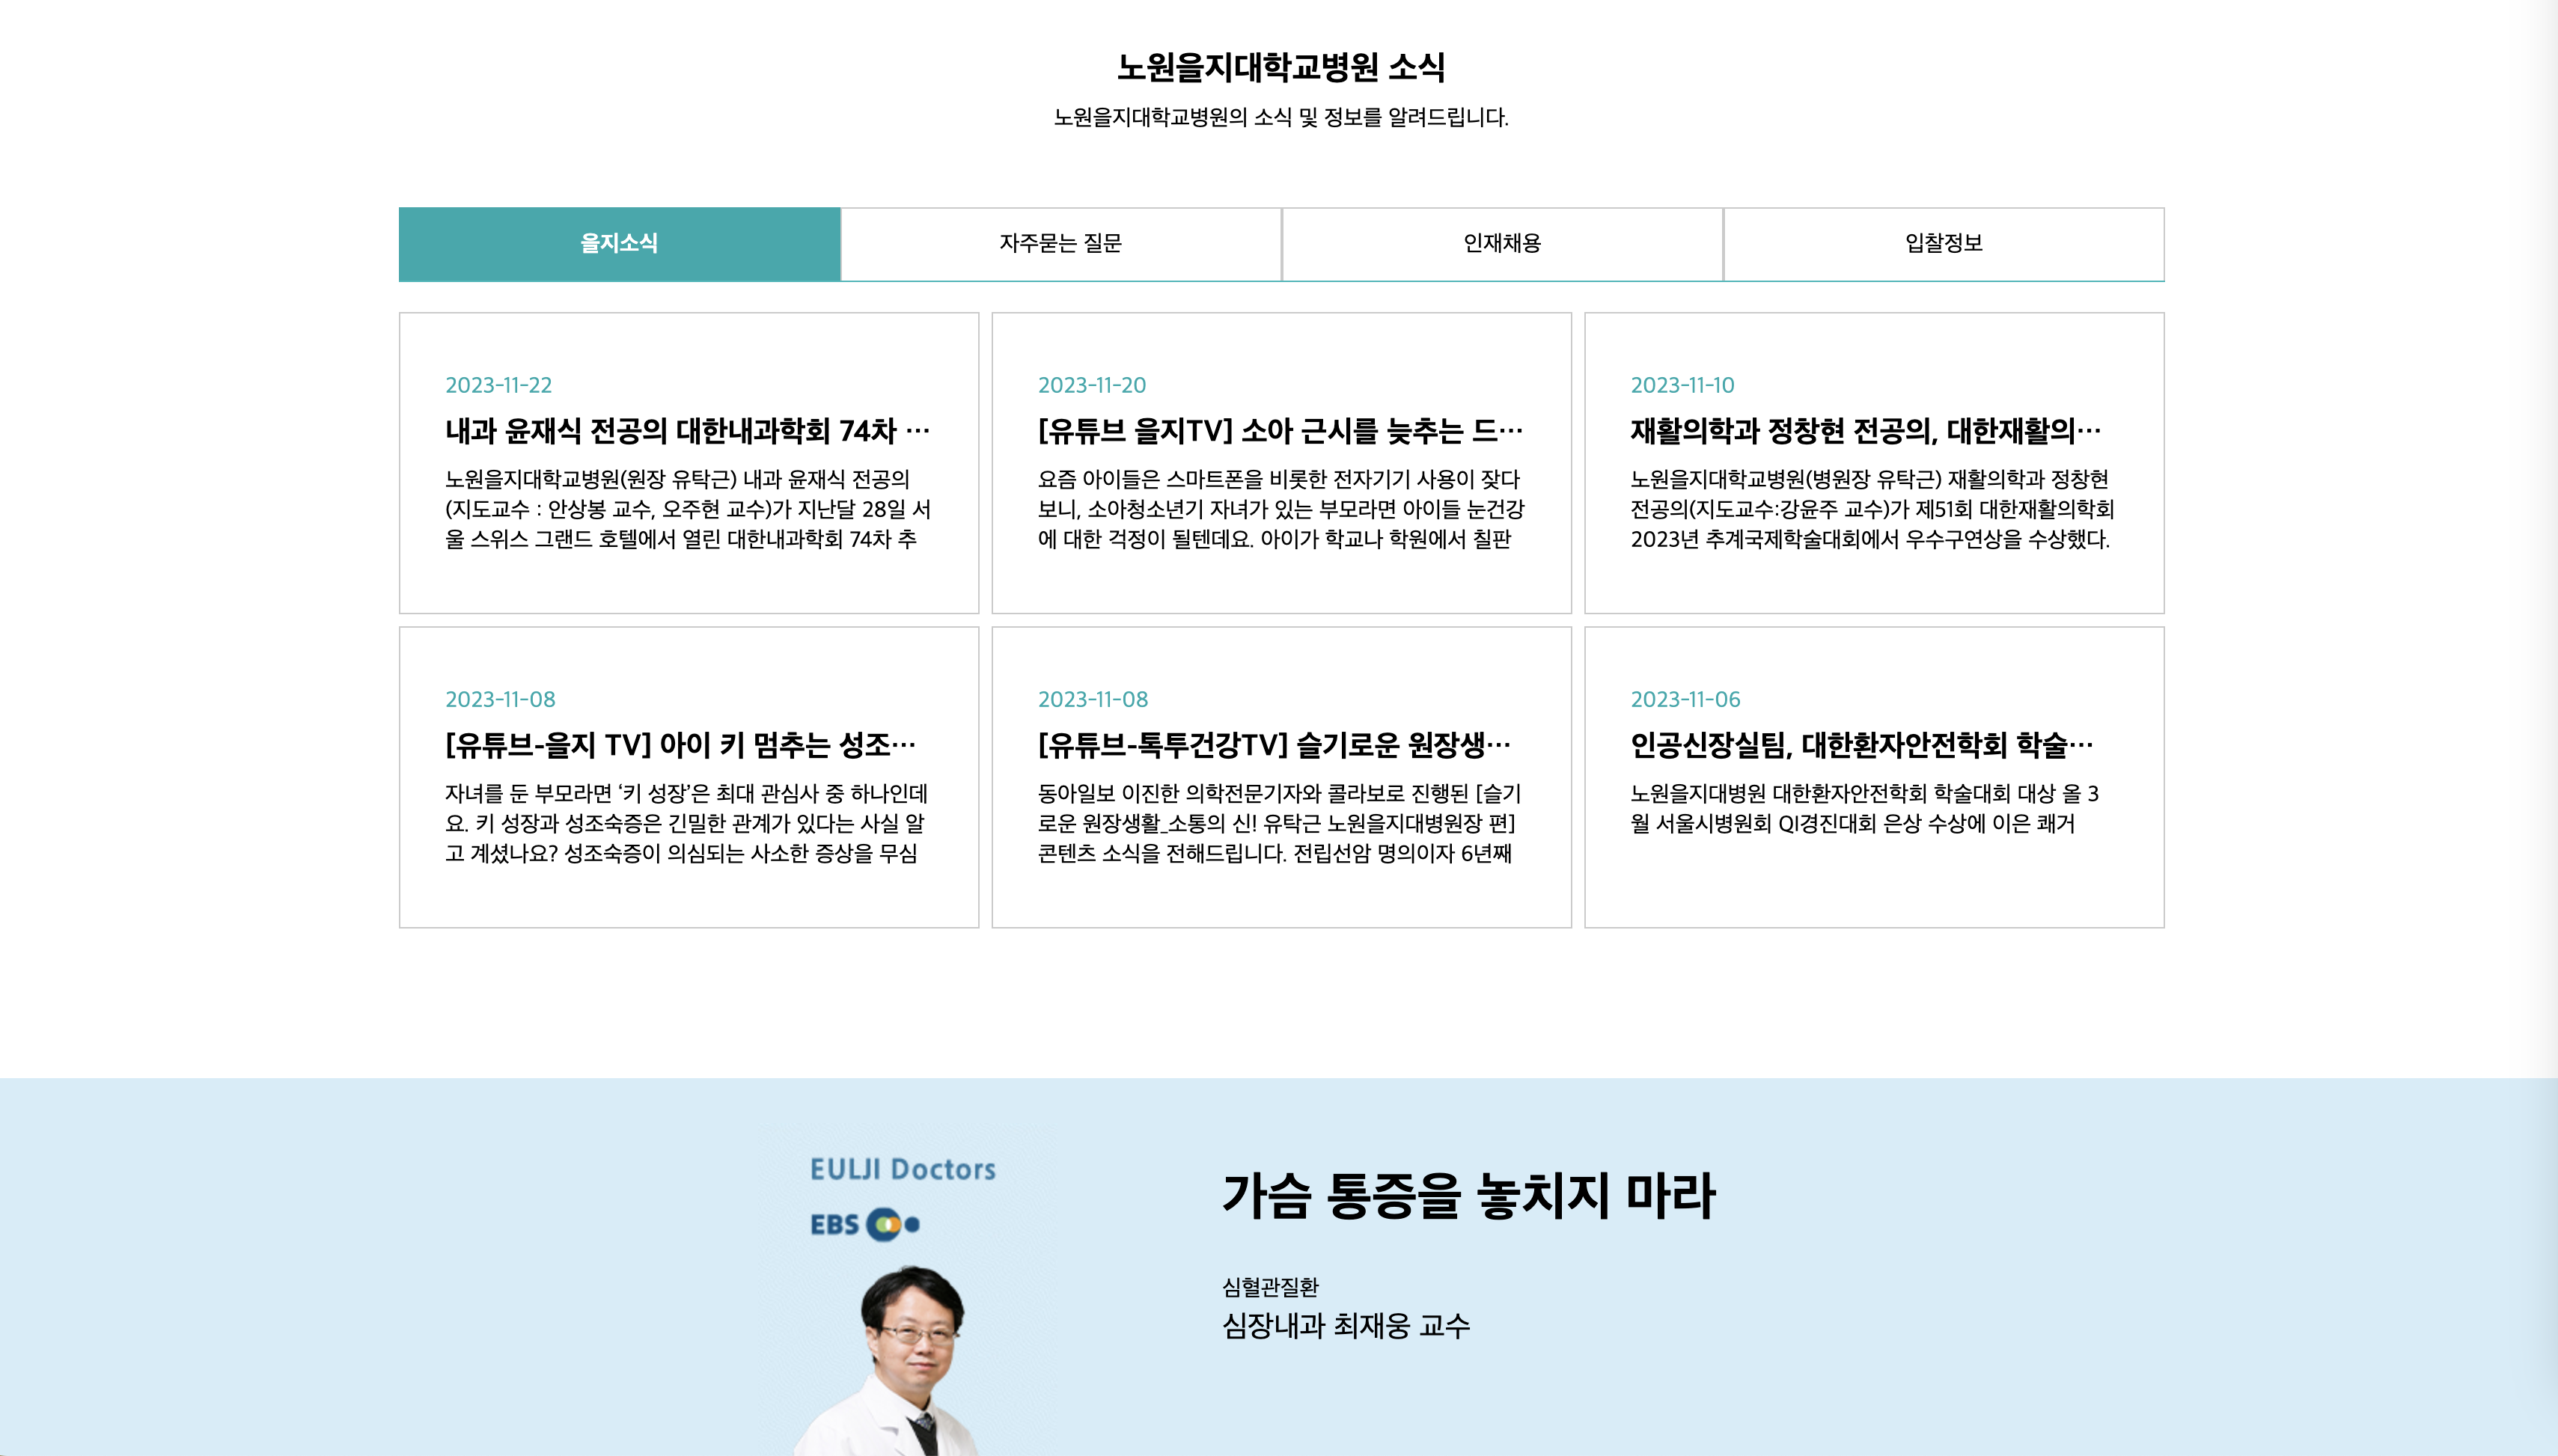 노원을지대학교병원 소식
노원을지대학교병원의 소식 및 정보를 알려드립니다.
을지소식
자주묻는 질문
인재채용
입찰정보
2023-11-22
내과 윤재식 전공의 대한내과학회 74차 …
노원을지대학교병원(원장 유탁근) 내과 윤재식 전공의
(지도교수 : 안상봉 교수, 오주현 교수)가 지난달 28일 서
울 스위스 그랜드 호텔에서 열린 대한내과학회 74차 추
2023-11-20
[유튜브 을지TV] 소아 근시를 늦추는 드…
요즘 아이들은 스마트폰을 비롯한 전자기기 사용이 잦다
보니, 소아청소년기 자녀가 있는 부모라면 아이들 눈건강
에 대한 걱정이 될텐데요. 아이가 학교나 학원에서 칠판
2023-11-10
재활의학과 정창현 전공의, 대한재활의…
노원을지대학교병원(병원장 유탁근) 재활의학과 정창현
전공의(지도교수:강윤주 교수)가 제51회 대한재활의학회
2023년 추계국제학술대회에서 우수구연상을 수상했다.
2023-11-08
[유튜브-을지 TV] 아이 키 멈추는 성조…
자녀를 둔 부모라면 ‘키 성장’은 최대 관심사 중 하나인데
요. 키 성장과 성조숙증은 긴밀한 관계가 있다는 사실 알
고 계셨나요? 성조숙증이 의심되는 사소한 증상을 무심
2023-11-08
[유튜브-톡투건강TV] 슬기로운 원장생…
동아일보 이진한 의학전문기자와 콜라보로 진행된 [슬기
로운 원장생활_소통의 신! 유탁근 노원을지대병원장 편]
콘텐츠 소식을 전해드립니다. 전립선암 명의이자 6년째
2023-11-06
인공신장실팀, 대한환자안전학회 학술…
노원을지대병원 대한환자안전학회 학술대회 대상 올 3
월 서울시병원회 QI경진대회 은상 수상에 이은 쾌거
EULJI Doctors
EBS
가슴 통증을 놓치지 마라
심혈관질환
심장내과 최재웅 교수